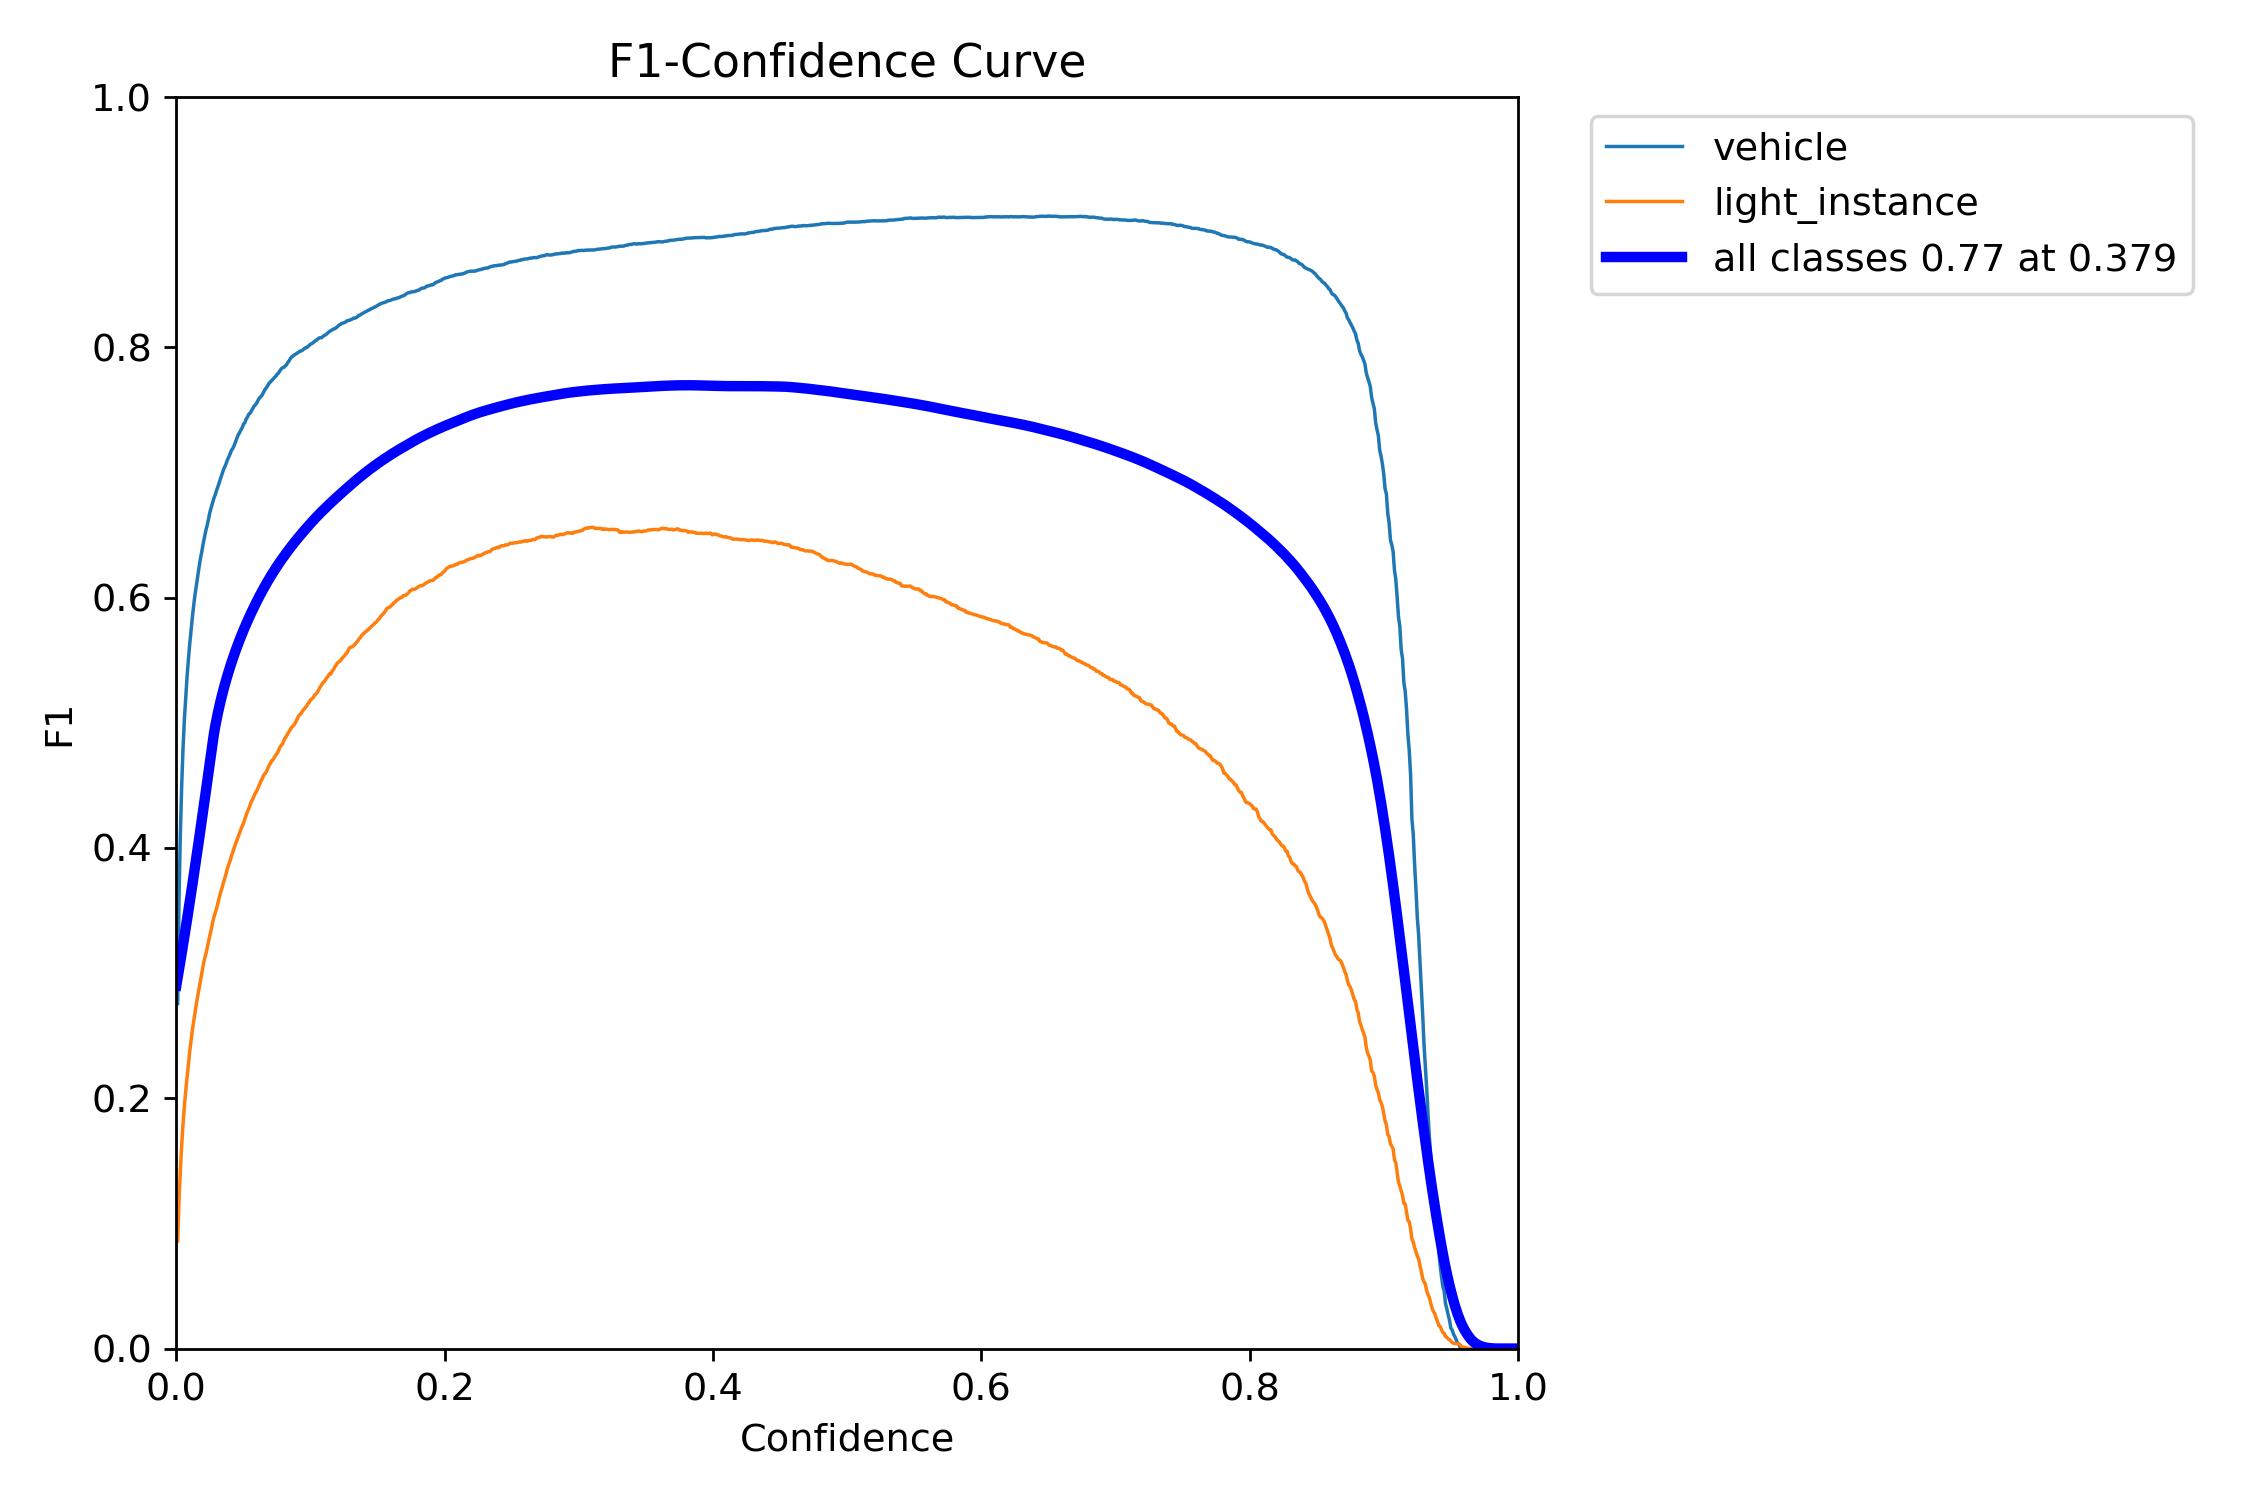 F1-Confidence Curve
1.0
0.8
0.6
0.4
0.2
0.0
F1
0.0 0.2 0.4 0.6 0.8 1.0
Confidence
vehicle
light_instance
all classes 0.77 at 0.379